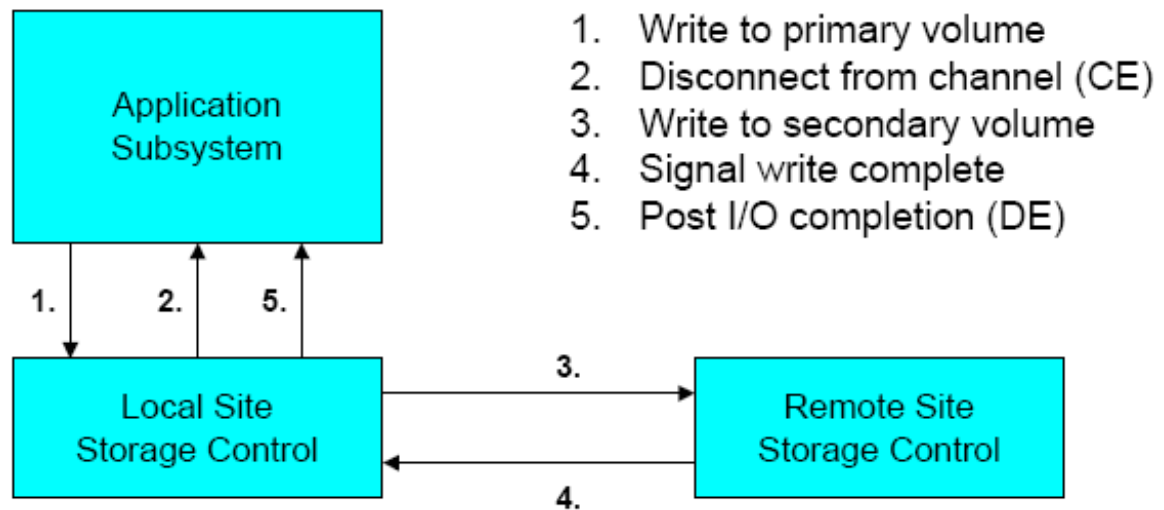 Application
Subsystem
1. Write to primary volume
2. Disconnect from channel (CE)
3. Write to secondary volume
4. Signal write complete
5. Post I/O completion (DE)
1.
2.
5.
3.
4.
Local Site
Storage Control
Remote Site
Storage Control